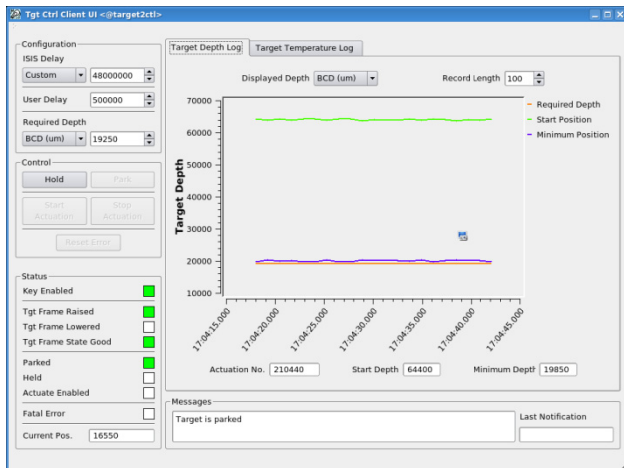 Tgt Ctrl Client UI <@target2ctl>
Configuration
ISIS Delay
Custom 48000000
User Delay 500000
Required Depth
BCD (um) 19250
Control
Hold Park
Start Actuation Stop Actuation
Reset Error
Status
Key Enabled
Tgt Frame Raised
Tgt Frame Lowered
Tgt Frame State Good
Parked
Held
Actuate Enabled
Fatal Error
Current Pos. 16550
Target Depth Log Target Temperature Log
Displayed Depth BCD (um) Record Length 100
Target Depth
70000
60000
50000
40000
30000
20000
10000
17:04:15.000 17:04:20.000 17:04:25.000 17:04:30.000 17:04:35.000 17:04:40.000 17:04:45.000
Required Depth
Start Position
Minimum Position
Actuation No. 210440 Start Depth 64400 Minimum Depth 19850
Messages
Target is parked
Last Notification